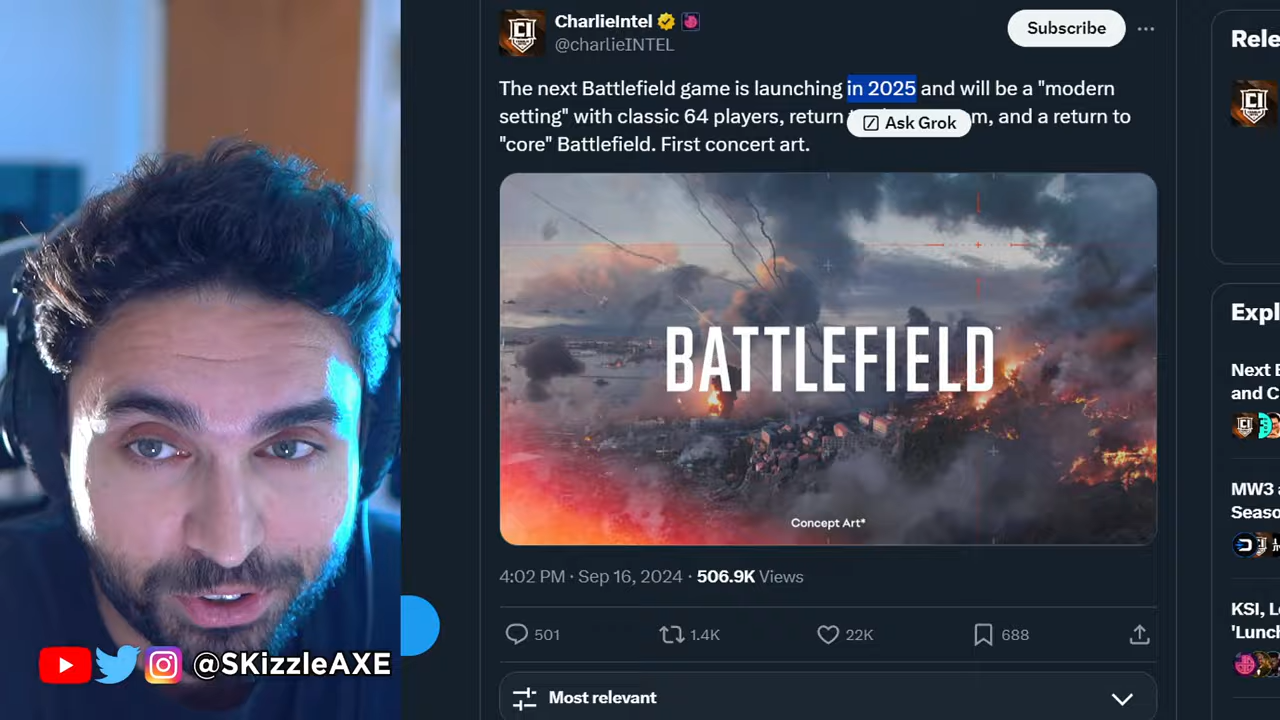 CharlieIntel
@charlieINTEL
Subscribe
The next Battlefield game is launching in 2025 and will be a "modern
setting" with classic 64 players, return m, and a return to
Ask Grok
"core" Battlefield. First concert art.
CI
BATTLEFIELD
Concept Art*
4:02 PM · Sep 16, 2024 · 506.9K Views
501
1.4K
22K
688
Most relevant
@SKizzleAXE
Rele
Expl
Next B
and C
MW3 a
Seaso
KSI, L
'Lunch